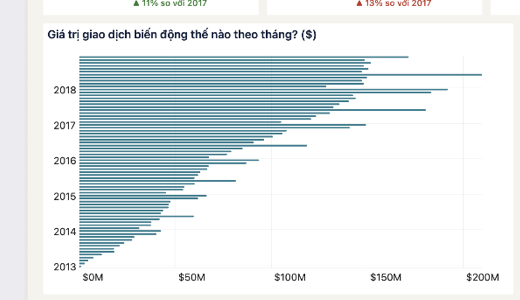 ▲ 11% so với 2017
▲ 13% so với 2017
Giá trị giao dịch biến động thế nào theo tháng? ($)
2018
2017
2016
2015
2014
2013
$0M $50M $100M $150M $200M